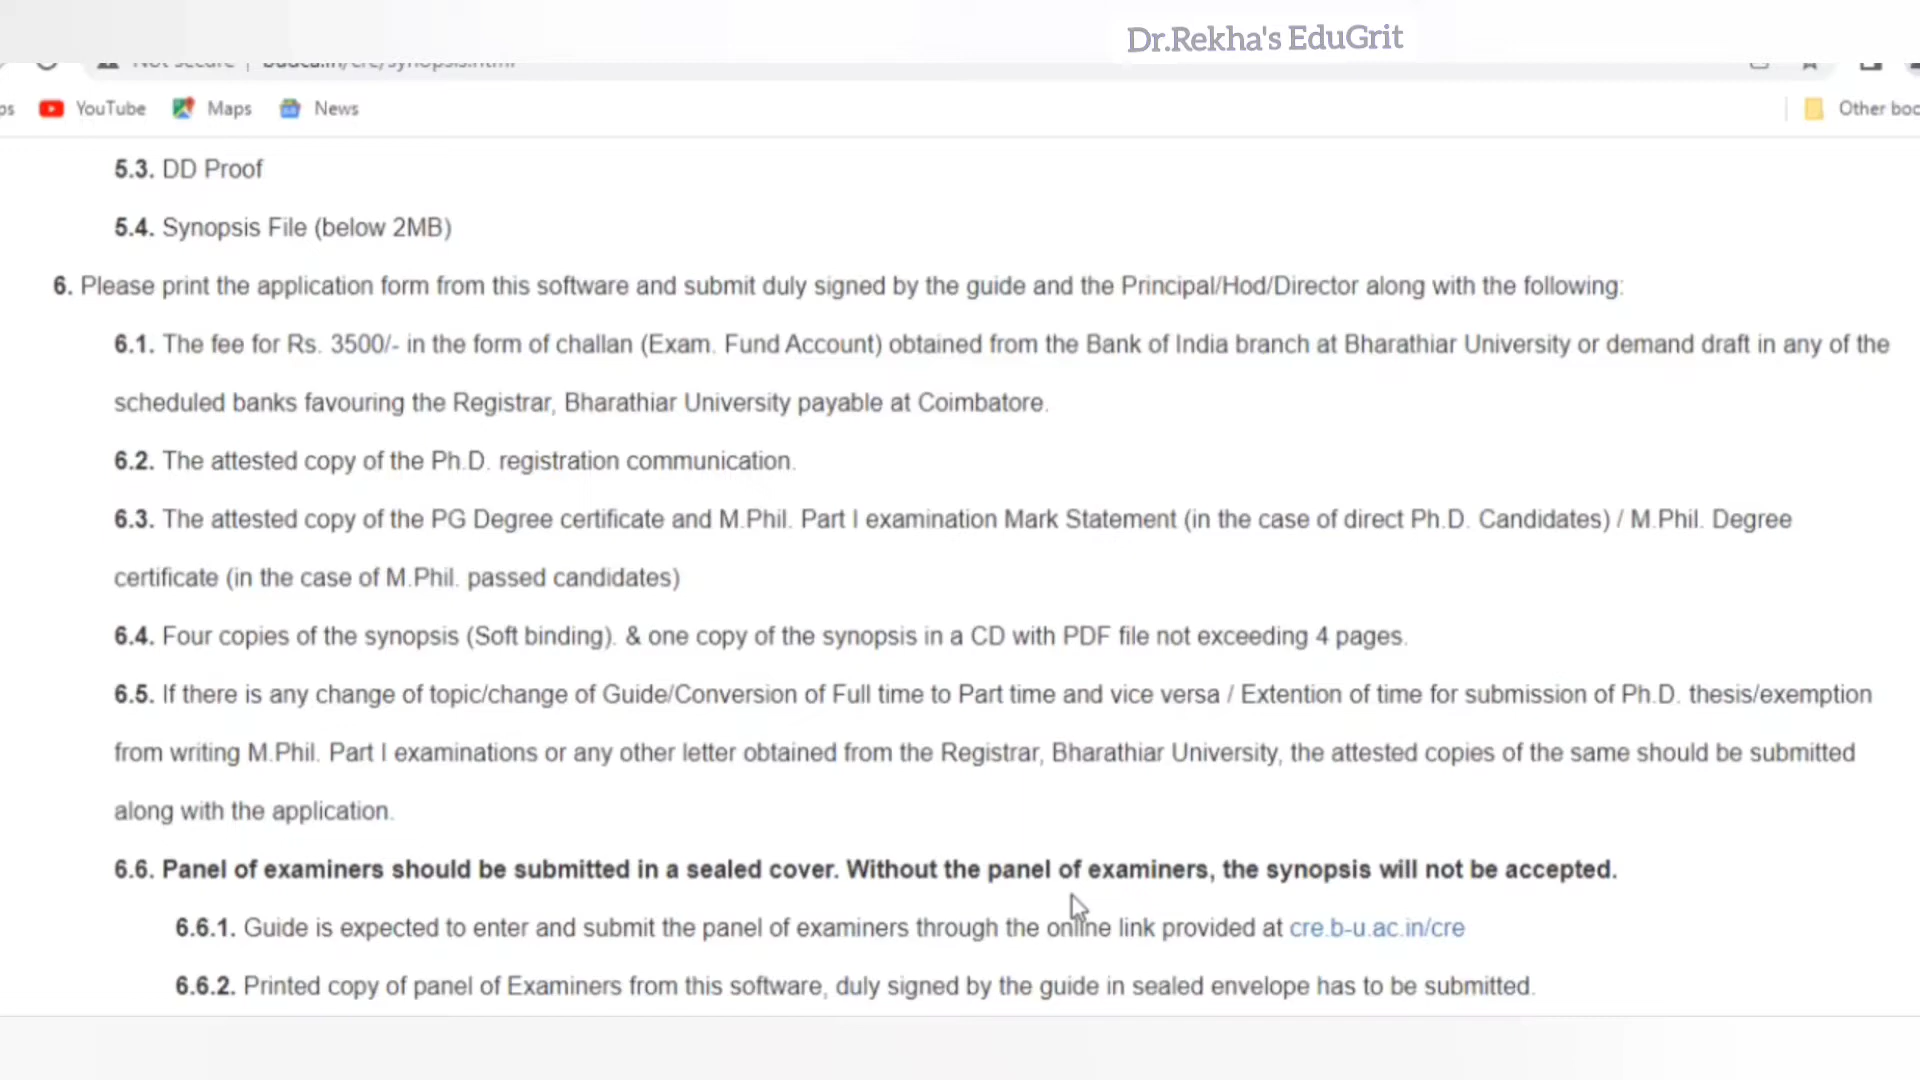 Dr.Rekha's EduGrit
YouTube Maps News Other
5.3. DD Proof
5.4. Synopsis File (below 2MB)
6. Please print the application form from this software and submit duly signed by the guide and the Principal/Hod/Director along with the following:
6.1. The fee for Rs. 3500/- in the form of challan (Exam. Fund Account) obtained from the Bank of India branch at Bharathiar University or demand draft in any of the
scheduled banks favouring the Registrar, Bharathiar University payable at Coimbatore.
6.2. The attested copy of the Ph.D. registration communication.
6.3. The attested copy of the PG Degree certificate and M.Phil. Part I examination Mark Statement (in the case of direct Ph.D. Candidates) / M.Phil. Degree
certificate (in the case of M.Phil. passed candidates)
6.4. Four copies of the synopsis (Soft binding). & one copy of the synopsis in a CD with PDF file not exceeding 4 pages.
6.5. If there is any change of topic/change of Guide/Conversion of Full time to Part time and vice versa / Extention of time for submission of Ph.D. thesis/exemption
from writing M.Phil. Part I examinations or any other letter obtained from the Registrar, Bharathiar University, the attested copies of the same should be submitted
along with the application.
6.6. Panel of examiners should be submitted in a sealed cover. Without the panel of examiners, the synopsis will not be accepted.
6.6.1. Guide is expected to enter and submit the panel of examiners through the online link provided at cre.b-u.ac.in/cre
6.6.2. Printed copy of panel of Examiners from this software, duly signed by the guide in sealed envelope has to be submitted.